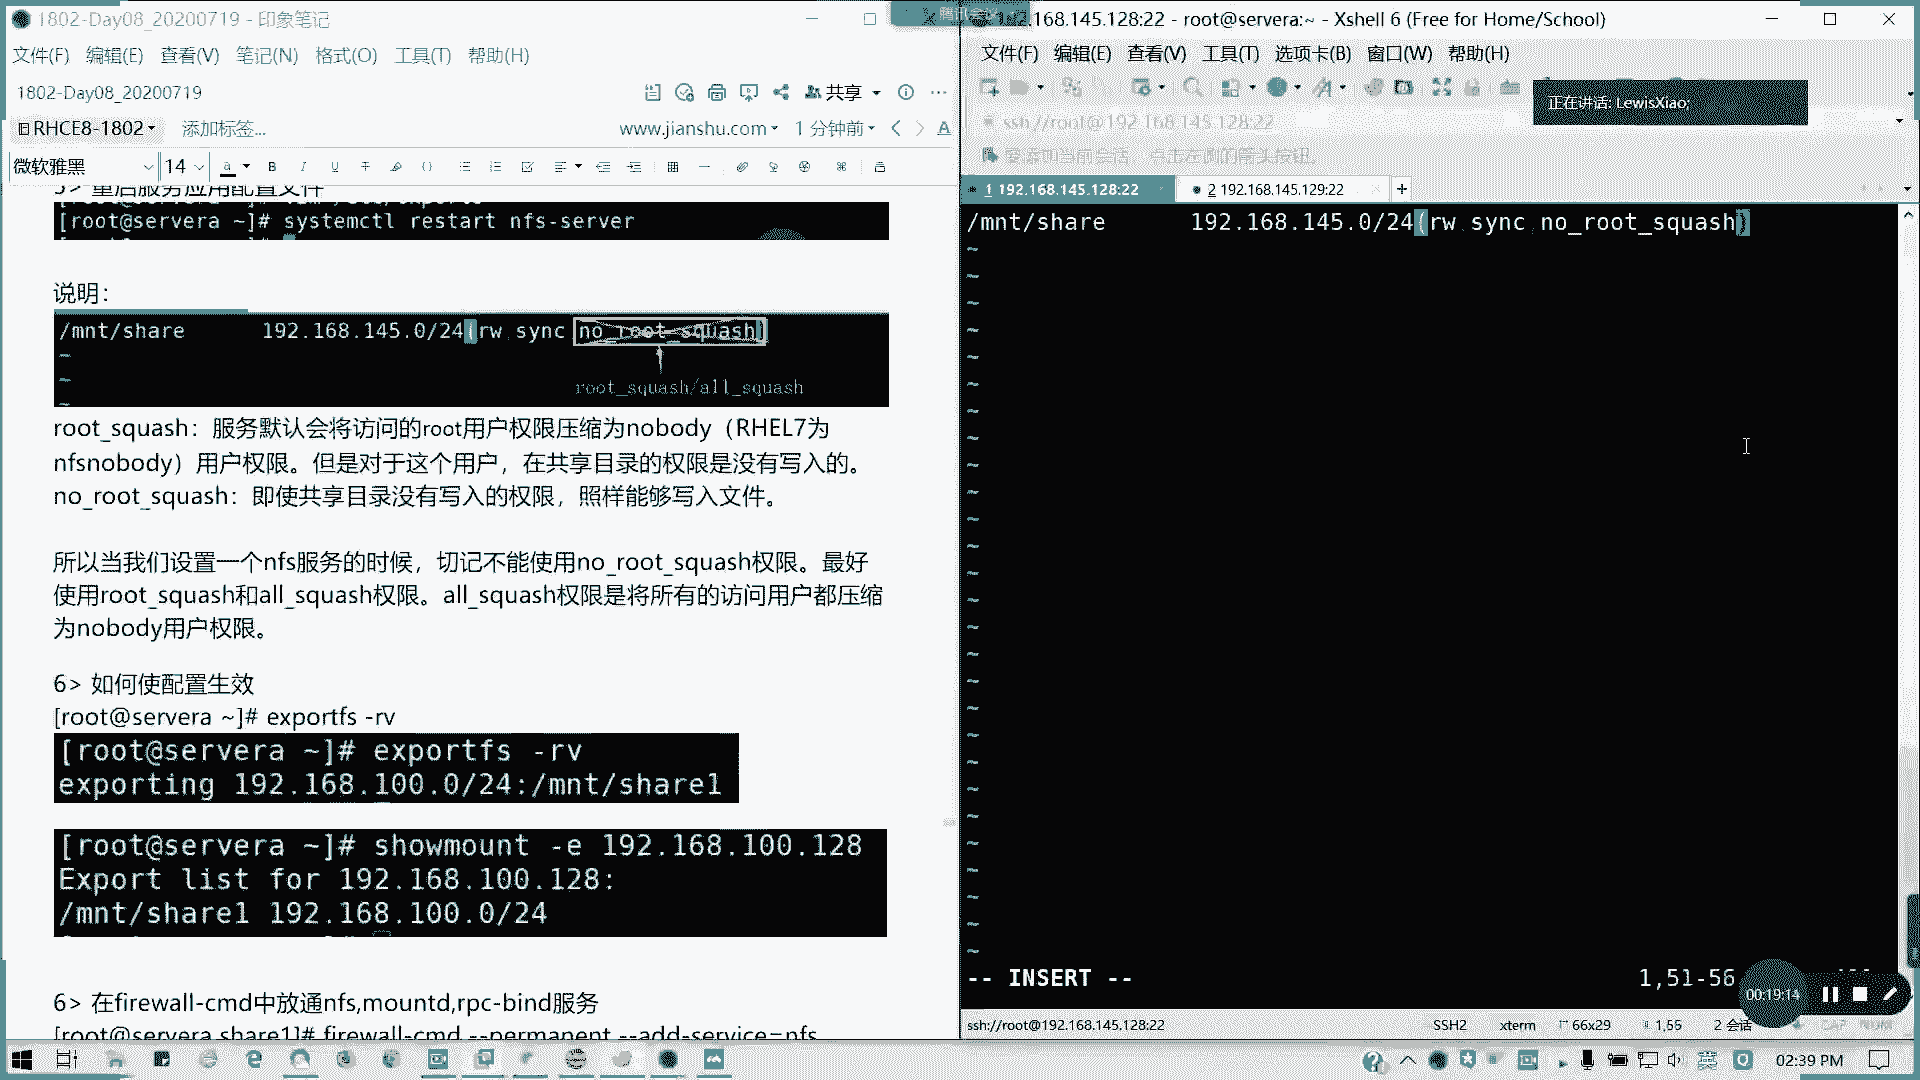 1802-Day08_20200719 - 印象笔记
文件(F) 编辑(E) 查看(V) 笔记(N) 格式(O) 工具(T) 帮助(H)
1802-Day08_20200719
共享
RHCE8-1802
添加标签...
www.jianshu.com
1 分钟前
微软雅黑
14
5> 重启服务应用配置文件
[root@servera ~]# systemctl restart nfs-server
说明：
/mnt/share 192.168.145.0/24(rw,sync,no_root_squash)
~
~
~
root_squash/all_squash
root_squash：服务默认会将访问的root用户权限压缩为nobody（RHEL7为
nfsnobody）用户权限。但是对于这个用户，在共享目录的权限是没有写入的。
no_root_squash：即使共享目录没有写入的权限，照样能够写入文件。
所以当我们设置一个nfs服务的时候，切记不能使用no_root_squash权限。最好
使用root_squash和all_squash权限。all_squash权限是将所有的访问用户都压缩
为nobody用户权限。
6> 如何使配置生效
[root@servera ~]# exportfs -rv
[root@servera ~]# exportfs -rv
exporting 192.168.100.0/24:/mnt/share1
[root@servera ~]# showmount -e 192.168.100.128
Export list for 192.168.100.128:
/mnt/share1 192.168.100.0/24
6> 在firewall-cmd中放通nfs,mountd,rpc-bind服务
[root@servera share1]# firewall-cmd --permanent --add-service=nfs
腾讯会议
192.168.145.128:22 - root@servera:~ - Xshell 6 (Free for Home/School)
文件(F) 编辑(E) 查看(V) 工具(T) 选项卡(B) 窗口(W) 帮助(H)
正在讲话: LewisXiao;
ssh://root@192.168.145.128:22
要添加当前会话，点击左侧的箭头按钮。
1 192.168.145.128:22
2 192.168.145.129:22
/mnt/share 192.168.145.0/24(rw,sync,no_root_squash)
-- INSERT --
1,51-56
00:19:14
ssh://root@192.168.145.128:22
SSH2
xterm
66x29
1,56
2 会话
CAP NUM
英
02:39 PM